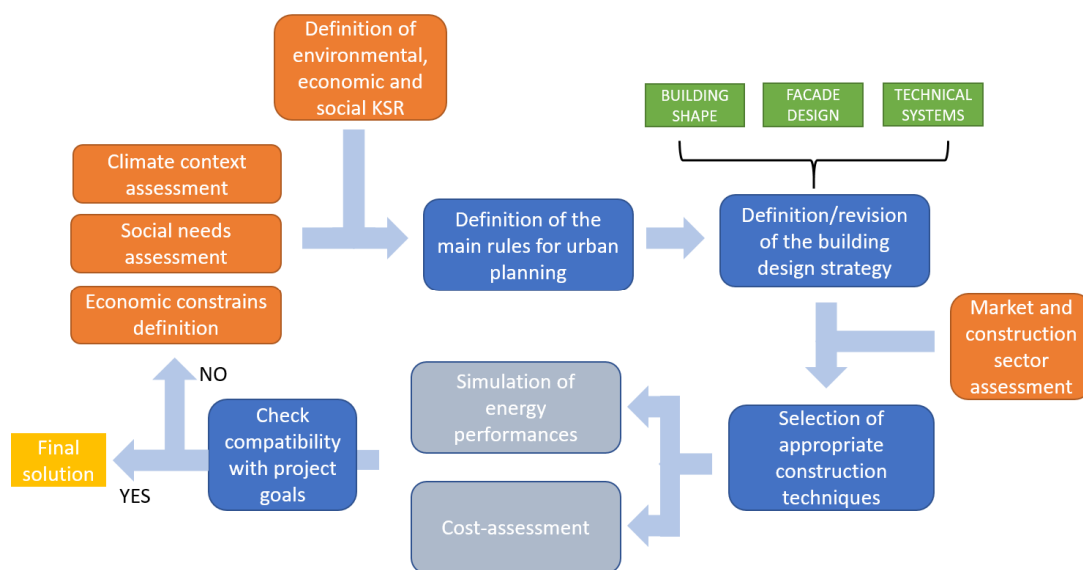 Definition of
environmental,
economic and
social KSR
BUILDING
SHAPE
FACADE
DESIGN
TECHNICAL
SYSTEMS
Climate context
assessment
Social needs
assessment
Economic constrains
definition
Definition of the
main rules for urban
planning
Definition/revision
of the building
design strategy
Market and
construction
sector
assessment
Selection of
appropriate
construction
techniques
Simulation of
energy
performances
Cost-assessment
Check
compatibility
with project
goals
NO
YES
Final
solution